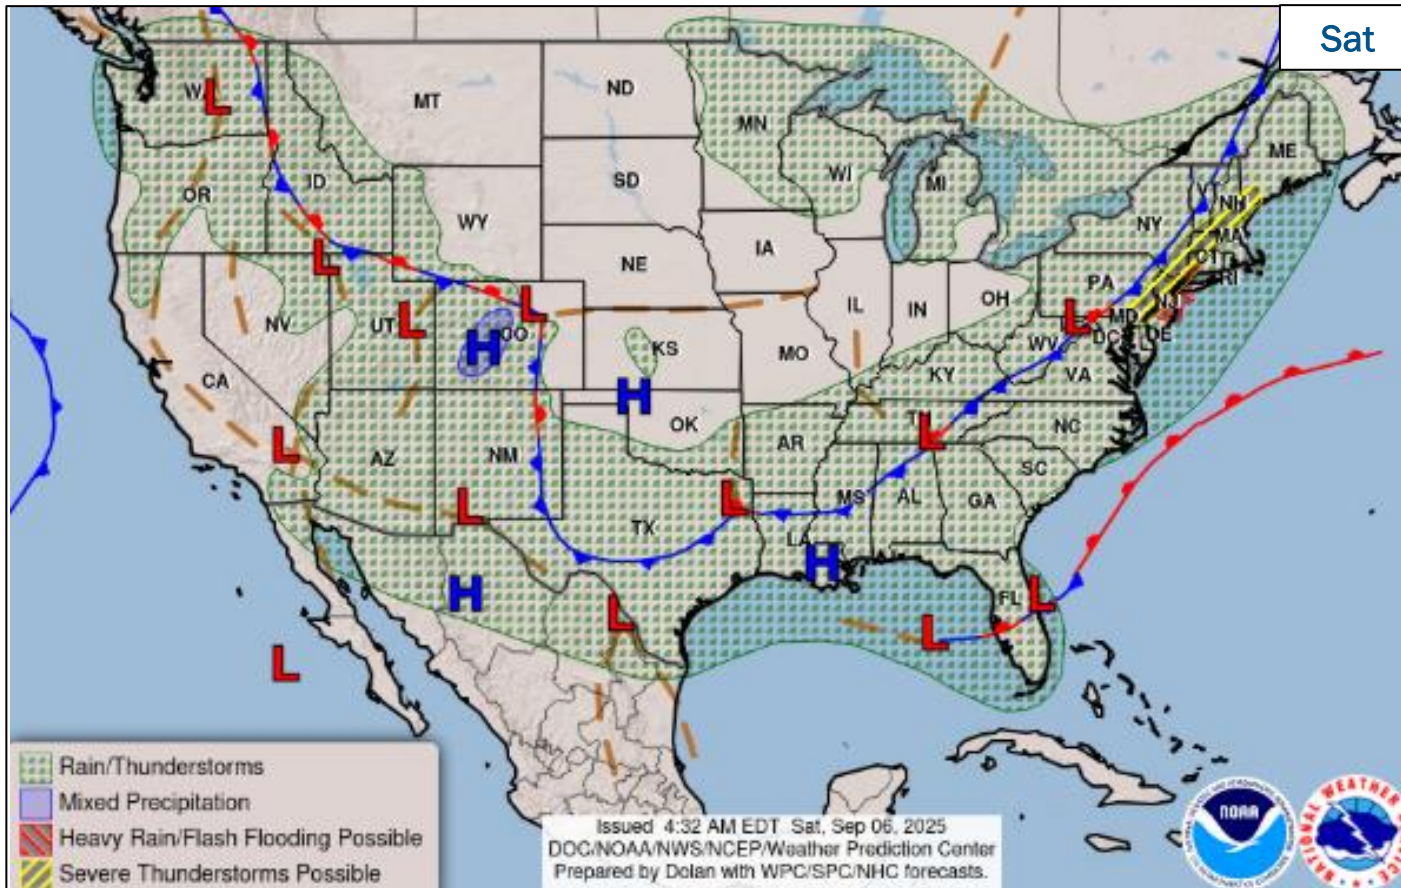 Sat
WA
MT
ND
MN
ME
OR
ID
SD
WI
MI
VT
NH
WY
NY
MA
CT
RI
IA
NE
PA
NJ
NV
UT
CO
IL
IN
OH
MD
DE
DC
WV
CA
KS
MO
KY
VA
AZ
NM
OK
AR
TN
NC
SC
TX
LA
MS
AL
GA
FL
L
L
L
L
L
L
L
L
L
L
L
L
L
H
H
H
H
Rain/Thunderstorms
Mixed Precipitation
Heavy Rain/Flash Flooding Possible
Severe Thunderstorms Possible
Issued 4:32 AM EDT Sat, Sep 06, 2025
DOC/NOAA/NWS/NCEP/Weather Prediction Center
Prepared by Dolan with WPC/SPC/NHC forecasts.
NOAA
NATIONAL WEATHER